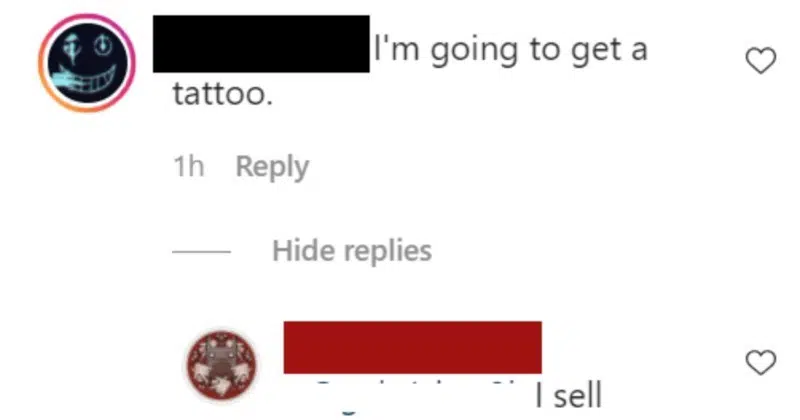 I'm going to get a
tattoo.
1h Reply
Hide replies
I sell